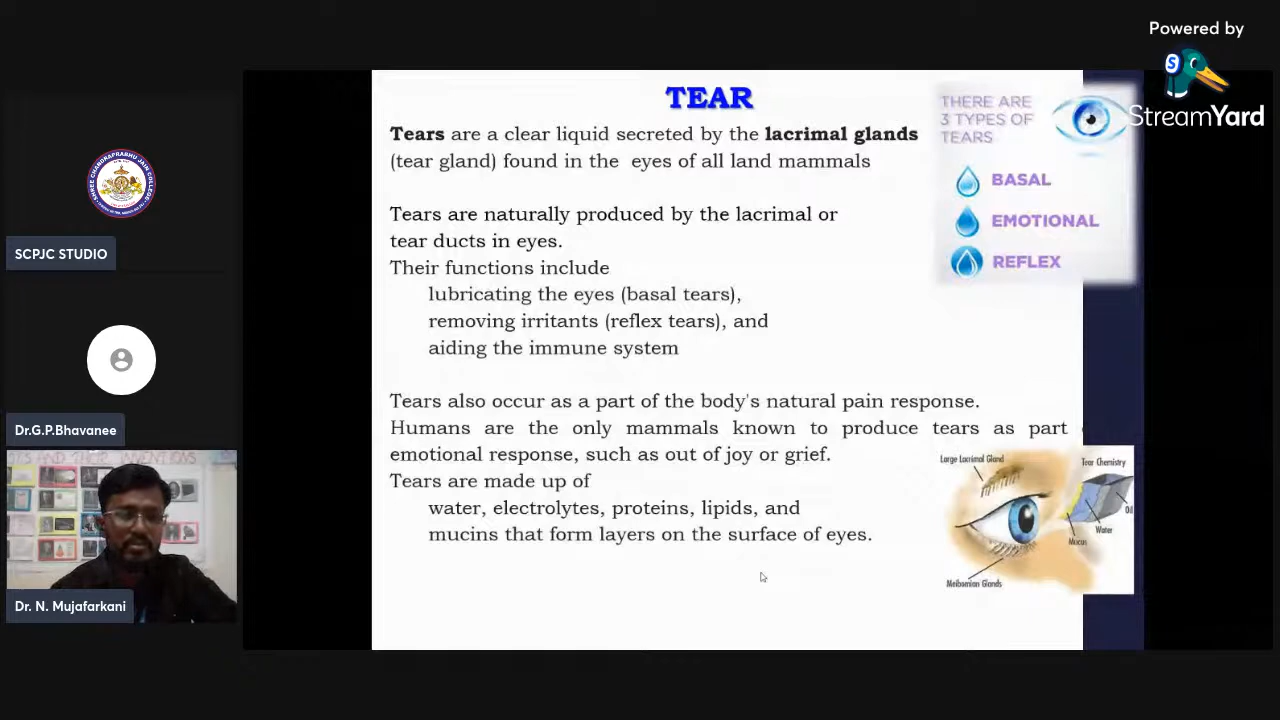 Powered by
StreamYard
SCPJC STUDIO
Dr.G.P.Bhavanee
Dr. N. Mujafarkani
TEAR
Tears are a clear liquid secreted by the lacrimal glands
(tear gland) found in the eyes of all land mammals
Tears are naturally produced by the lacrimal or
tear ducts in eyes.
Their functions include
lubricating the eyes (basal tears),
removing irritants (reflex tears), and
aiding the immune system
Tears also occur as a part of the body's natural pain response.
Humans are the only mammals known to produce tears as part
emotional response, such as out of joy or grief.
Tears are made up of
water, electrolytes, proteins, lipids, and
mucins that form layers on the surface of eyes.
THERE ARE
3 TYPES OF
TEARS
BASAL
EMOTIONAL
REFLEX
Large Lacrimal Gland
Tear Chemistry
Oil
Water
Mucus
Meibomian Glands